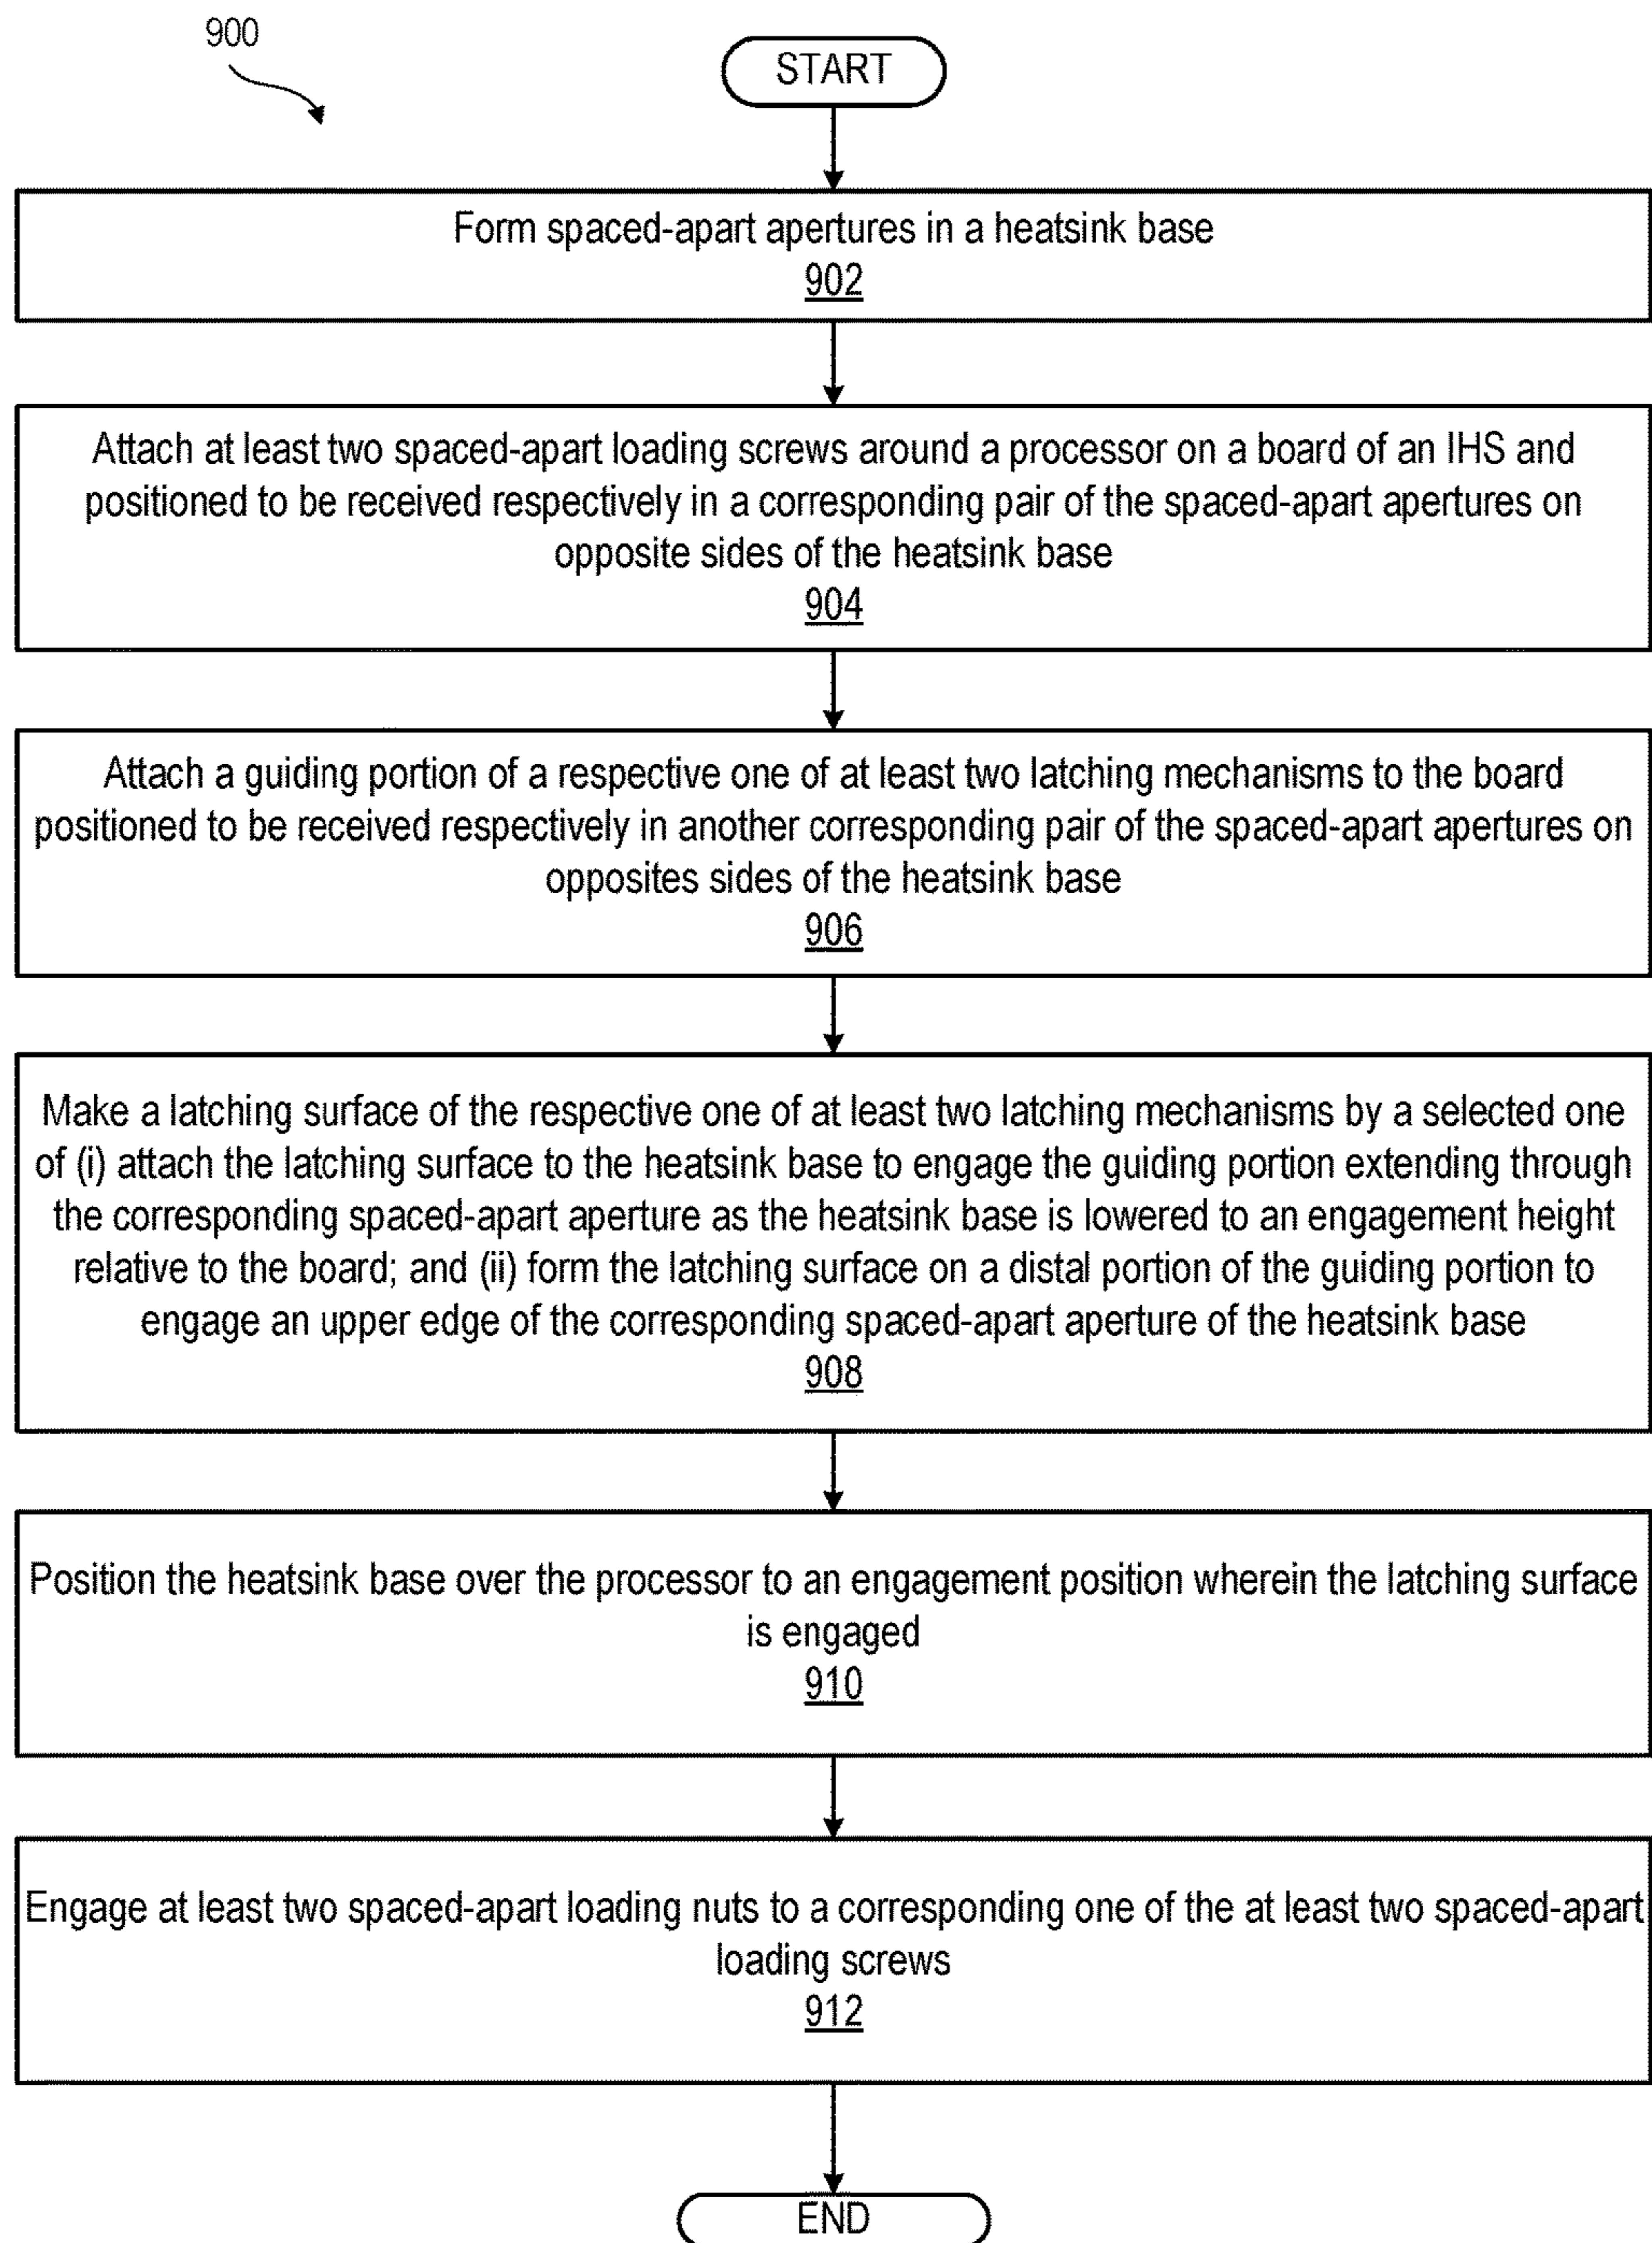 900
START
Form spaced-apart apertures in a heatsink base
902
Attach at least two spaced-apart loading screws around a processor on a board of an IHS and
positioned to be received respectively in a corresponding pair of the spaced-apart apertures on
opposite sides of the heatsink base
904
Attach a guiding portion of a respective one of at least two latching mechanisms to the board
positioned to be received respectively in another corresponding pair of the spaced-apart apertures on
opposites sides of the heatsink base
906
Make a latching surface of the respective one of at least two latching mechanisms by a selected one
of (i) attach the latching surface to the heatsink base to engage the guiding portion extending through
the corresponding spaced-apart aperture as the heatsink base is lowered to an engagement height
relative to the board; and (ii) form the latching surface on a distal portion of the guiding portion to
engage an upper edge of the corresponding spaced-apart aperture of the heatsink base
908
Position the heatsink base over the processor to an engagement position wherein the latching surface
is engaged
910
Engage at least two spaced-apart loading nuts to a corresponding one of the at least two spaced-apart
loading screws
912
END